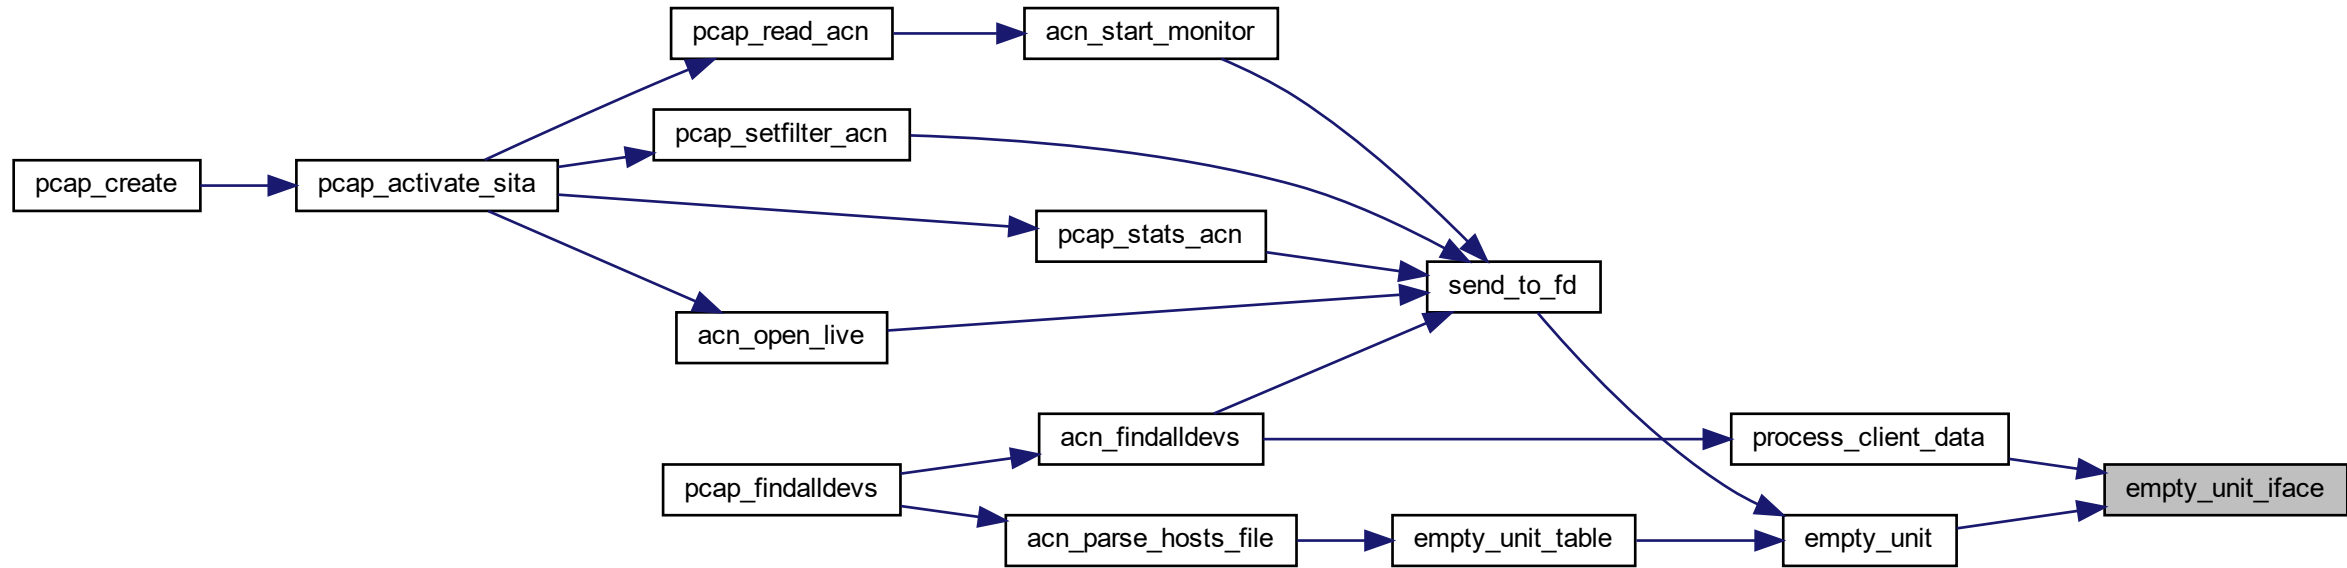 pcap_read_acn
acn_start_monitor
pcap_setfilter_acn
pcap_create
pcap_activate_sita
pcap_stats_acn
send_to_fd
acn_open_live
acn_findalldevs
process_client_data
pcap_findalldevs
empty_unit_iface
acn_parse_hosts_file
empty_unit_table
empty_unit